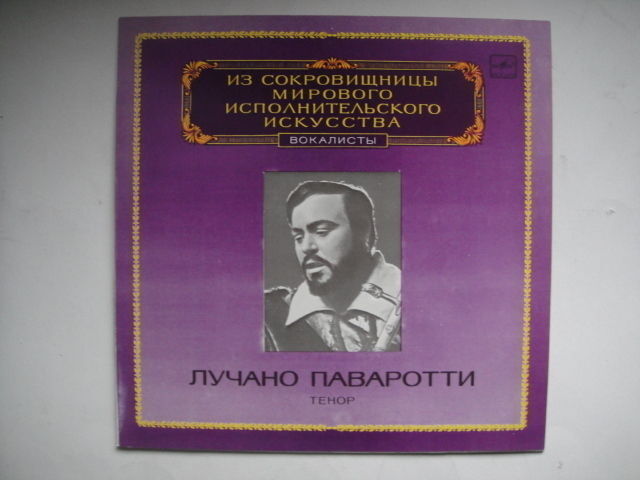 ИЗ СОКРОВИЩНИЦЫ
МИРОВОГО
ИСПОЛНИТЕЛЬСКОГО
ИСКУССТВА
ВОКАЛИСТЫ
ЛУЧАНО ПАВАРОТТИ
ТЕНОР